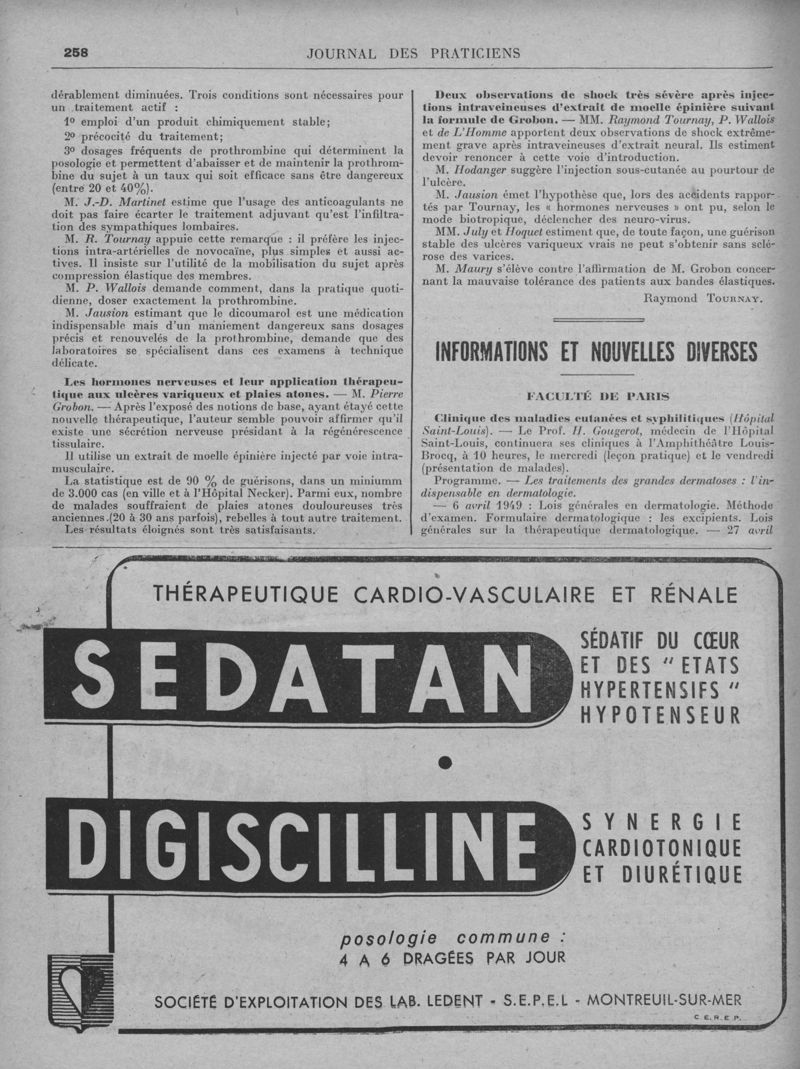 258
JOURNAL DES PRATICIENS
dérablement diminuées. Trois conditions sont nécessaires pour
un traitement actif :
1º emploi d'un produit chimiquement stable;
2º précocité du traitement;
3º dosages fréquents de prothrombine qui déterminent la
posologie et permettent d'abaisser et de maintenir la prothrom-
bine du sujet à un taux qui soit efficace sans être dangereux
(entre 20 et 40%).
M. J.-D. Martinet estime que l'usage des anticoagulants ne
doit pas faire écarter le traitement adjuvant qu'est l'infiltra-
tion des sympathiques lombaires.
M. R. Tournay appuie cette remarque : il préfère les injec-
tions intra-artérielles de novocaïne, plus simples et aussi ac-
tives. Il insiste sur l'utilité de la mobilisation du sujet après
compression élastique des membres.
M. P. Wallois demande comment, dans la pratique quoti-
dienne, doser exactement la prothrombine.
M. Jausion estimant que le dicoumarol est une médication
indispensable mais d'un maniement dangereux sans dosages
précis et renouvelés de la prothrombine, demande que des
laboratoires se spécialisent dans ces examens à technique
délicate.
Les hormones nerveuses et leur application thérapeu-
tique aux ulcères variqueux et plaies atones. — M. Pierre
Grobon. — Après l'exposé des notions de base, ayant étayé cette
nouvelle thérapeutique, l'auteur semble pouvoir affirmer qu'il
existe une sécrétion nerveuse présidant à la régénérescence
tissulaire.
Il utilise un extrait de moelle épinière injecté par voie intra-
musculaire.
La statistique est de 90 % de guérisons, dans un miniumm
de 3.000 cas (en ville et à l'Hôpital Necker). Parmi eux, nombre
de malades souffraient de plaies atones douloureuses très
anciennes.(20 à 30 ans parfois), rebelles à tout autre traitement.
Les résultats éloignés sont très satisfaisants.
Deux observations de shock très sévère après injec-
tions intraveineuses d'extrait de moelle épinière suivant
la formule de Grobon. — MM. Raymond Tournay, P. Wallois
et de L'Homme apportent deux observations de shock extrême-
ment grave après intraveineuses d'extrait neural. Ils estiment
devoir renoncer à cette voie d'introduction.
M. Hodanger suggère l'injection sous-cutanée au pourtour de
l'ulcère.
M. Jausion émet l'hypothèse que, lors des accidents rappor-
tés par Tournay, les « hormones nerveuses » ont pu, selon le
mode biotropique, déclencher des neuro-virus.
MM. July et Hoquet estiment que, de toute façon, une guérison
stable des ulcères variqueux vrais ne peut s'obtenir sans sclé-
rose des varices.
M. Maury s'élève contre l'affirmation de M. Grobon concer-
nant la mauvaise tolérance des patients aux bandes élastiques.
Raymond TOURNAY.
INFORMATIONS ET NOUVELLES DIVERSES
FACULTÉ DE PARIS
Clinique des maladies cutanées et syphilitiques (Hôpital
Saint-Louis). — Le Prof. H. Gougerot, médecin de l'Hôpital
Saint-Louis, continuera ses cliniques à l'Amphithéâtre Louis-
Brocq, à 10 heures, le mercredi (leçon pratique) et le vendredi
(présentation de malades).
Programme. — Les traitements des grandes dermatoses : l'in-
dispensable en dermatologie.
— 6 avril 1949 : Lois générales en dermatologie. Méthode
d'examen. Formulaire dermatologique : les excipients. Lois
générales sur la thérapeutique dermatologique. — 27 avril
THÉRAPEUTIQUE CARDIO-VASCULAIRE ET RÉNALE
SEDATAN
SÉDATIF DU CŒUR
ET DES " ETATS
HYPERTENSIFS "
HYPOTENSEUR
DIGISCILLINE
SYNERGIE
CARDIOTONIQUE
ET DIURÉTIQUE
posologie commune :
4 A 6 DRAGÉES PAR JOUR
SOCIÉTÉ D'EXPLOITATION DES LAB. LEDENT - S.E.P.E.L - MONTREUIL-SUR-MER
C.E.R.E.P.